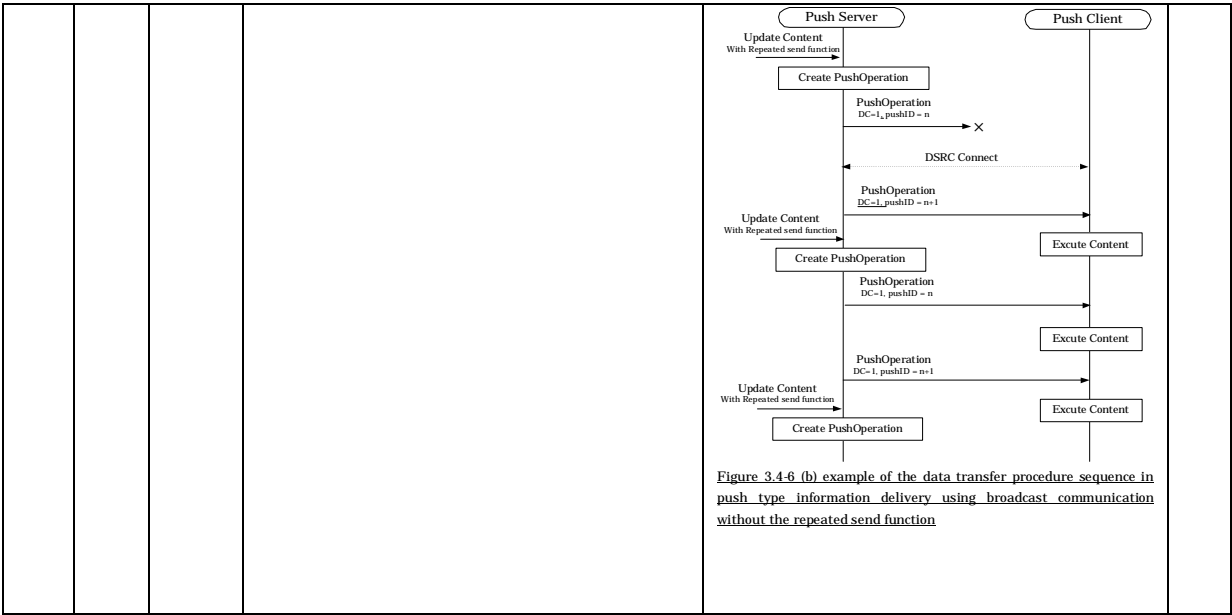 Push Server
Push Client
Update Content
With Repeated send function
Create PushOperation
PushOperation
DC=1, pushID = n
×
DSRC Connect
PushOperation
DC=1, pushID = n+1
Update Content
With Repeated send function
Excute Content
Create PushOperation
PushOperation
DC=1, pushID = n
Excute Content
PushOperation
DC=1, pushID = n+1
Update Content
With Repeated send function
Excute Content
Create PushOperation
Figure 3.4-6 (b) example of the data transfer procedure sequence in
push type information delivery using broadcast communication
without the repeated send function